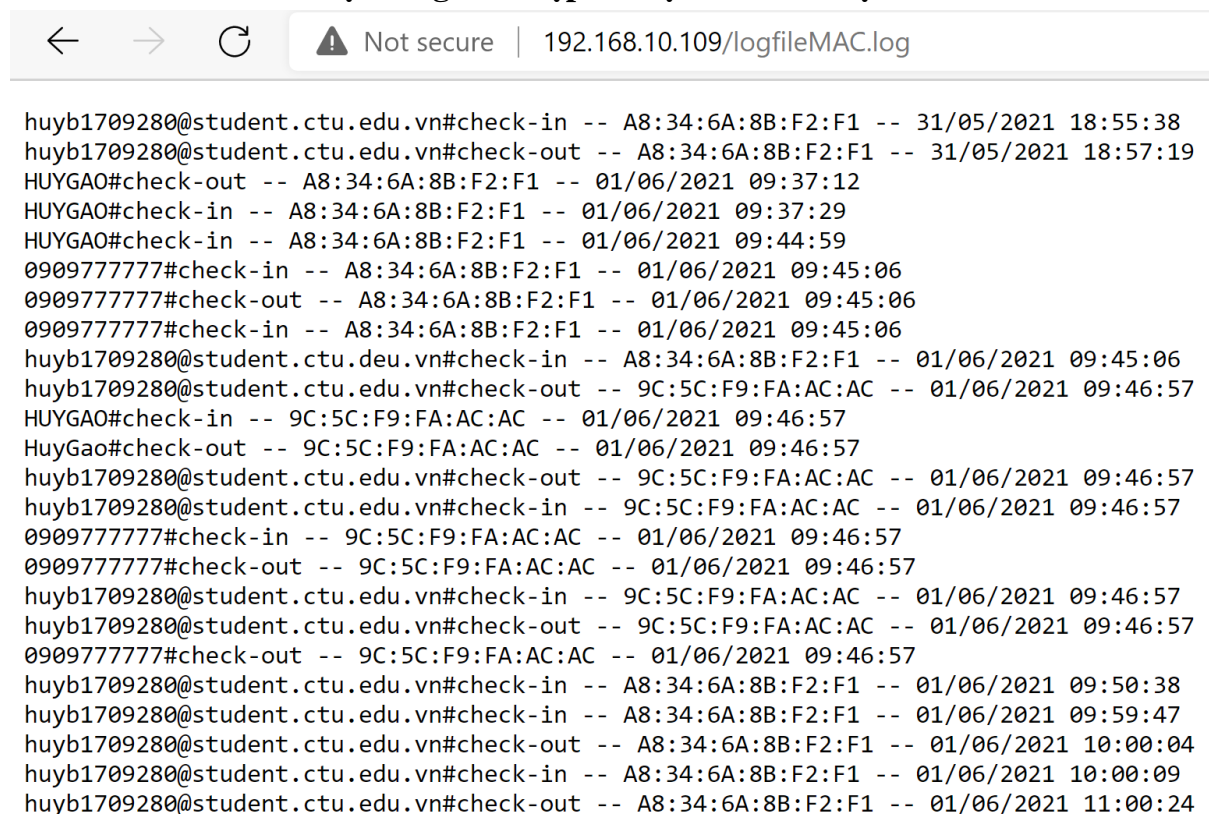 Not secure | 192.168.10.109/logfileMAC.log
huyb1709280@student.ctu.edu.vn#check-in -- A8:34:6A:8B:F2:F1 -- 31/05/2021 18:55:38
huyb1709280@student.ctu.edu.vn#check-out -- A8:34:6A:8B:F2:F1 -- 31/05/2021 18:57:19
HUYGAO#check-out -- A8:34:6A:8B:F2:F1 -- 01/06/2021 09:37:12
HUYGAO#check-in -- A8:34:6A:8B:F2:F1 -- 01/06/2021 09:37:29
HUYGAO#check-in -- A8:34:6A:8B:F2:F1 -- 01/06/2021 09:44:59
0909777777#check-in -- A8:34:6A:8B:F2:F1 -- 01/06/2021 09:45:06
0909777777#check-out -- A8:34:6A:8B:F2:F1 -- 01/06/2021 09:45:06
0909777777#check-in -- A8:34:6A:8B:F2:F1 -- 01/06/2021 09:45:06
huyb1709280@student.ctu.deu.vn#check-in -- A8:34:6A:8B:F2:F1 -- 01/06/2021 09:45:06
huyb1709280@student.ctu.edu.vn#check-out -- 9C:5C:F9:FA:AC:AC -- 01/06/2021 09:46:57
HUYGAO#check-in -- 9C:5C:F9:FA:AC:AC -- 01/06/2021 09:46:57
HuyGao#check-out -- 9C:5C:F9:FA:AC:AC -- 01/06/2021 09:46:57
huyb1709280@student.ctu.edu.vn#check-out -- 9C:5C:F9:FA:AC:AC -- 01/06/2021 09:46:57
huyb1709280@student.ctu.edu.vn#check-in -- 9C:5C:F9:FA:AC:AC -- 01/06/2021 09:46:57
0909777777#check-in -- 9C:5C:F9:FA:AC:AC -- 01/06/2021 09:46:57
0909777777#check-out -- 9C:5C:F9:FA:AC:AC -- 01/06/2021 09:46:57
huyb1709280@student.ctu.edu.vn#check-in -- 9C:5C:F9:FA:AC:AC -- 01/06/2021 09:46:57
huyb1709280@student.ctu.edu.vn#check-out -- 9C:5C:F9:FA:AC:AC -- 01/06/2021 09:46:57
0909777777#check-out -- 9C:5C:F9:FA:AC:AC -- 01/06/2021 09:46:57
huyb1709280@student.ctu.edu.vn#check-in -- A8:34:6A:8B:F2:F1 -- 01/06/2021 09:50:38
huyb1709280@student.ctu.edu.vn#check-in -- A8:34:6A:8B:F2:F1 -- 01/06/2021 09:59:47
huyb1709280@student.ctu.edu.vn#check-out -- A8:34:6A:8B:F2:F1 -- 01/06/2021 10:00:04
huyb1709280@student.ctu.edu.vn#check-in -- A8:34:6A:8B:F2:F1 -- 01/06/2021 10:00:09
huyb1709280@student.ctu.edu.vn#check-out -- A8:34:6A:8B:F2:F1 -- 01/06/2021 11:00:24